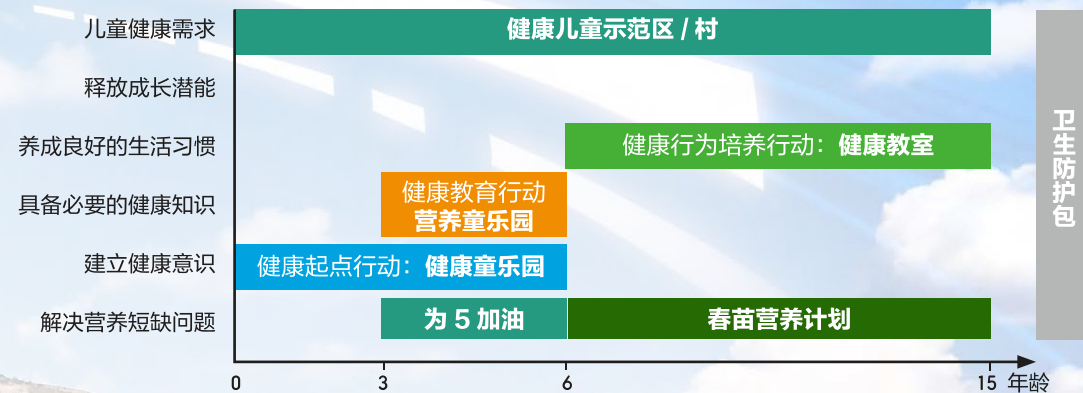 儿童健康需求
健康儿童示范区 / 村
释放成长潜能
养成良好的生活习惯
健康行为培养行动：健康教室
具备必要的健康知识
健康教育行动
营养童乐园
建立健康意识
健康起点行动：健康童乐园
解决营养短缺问题
为 5 加油
春苗营养计划
卫生防护包
0
3
6
15 年龄